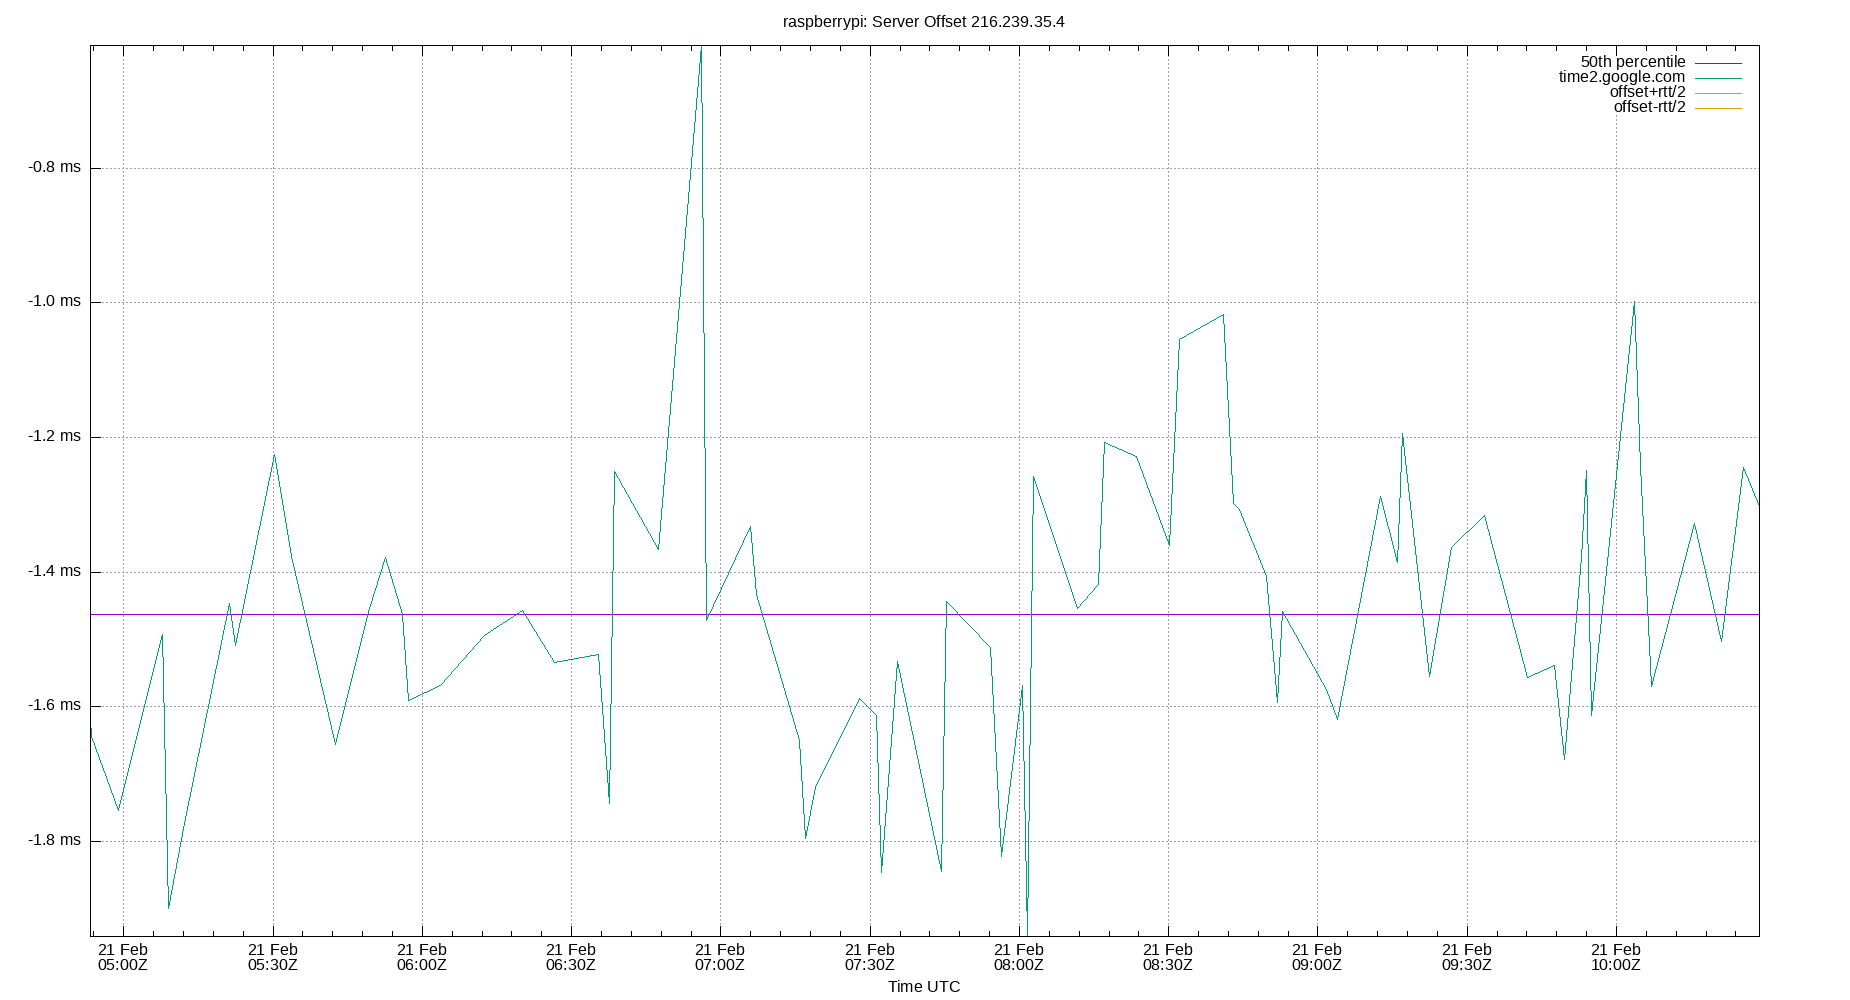 raspberrypi: Server Offset 216.239.35.4
50th percentile
time2.google.com
offset+rtt/2
offset-rtt/2
-0.8 ms
-1.0 ms
-1.2 ms
-1.4 ms
-1.6 ms
-1.8 ms
21 Feb 21 Feb 21 Feb 21 Feb 21 Feb 21 Feb 21 Feb 21 Feb 21 Feb 21 Feb 21 Feb
05:00Z 05:30Z 06:00Z 06:30Z 07:00Z 07:30Z 08:00Z 08:30Z 09:00Z 09:30Z 10:00Z
Time UTC